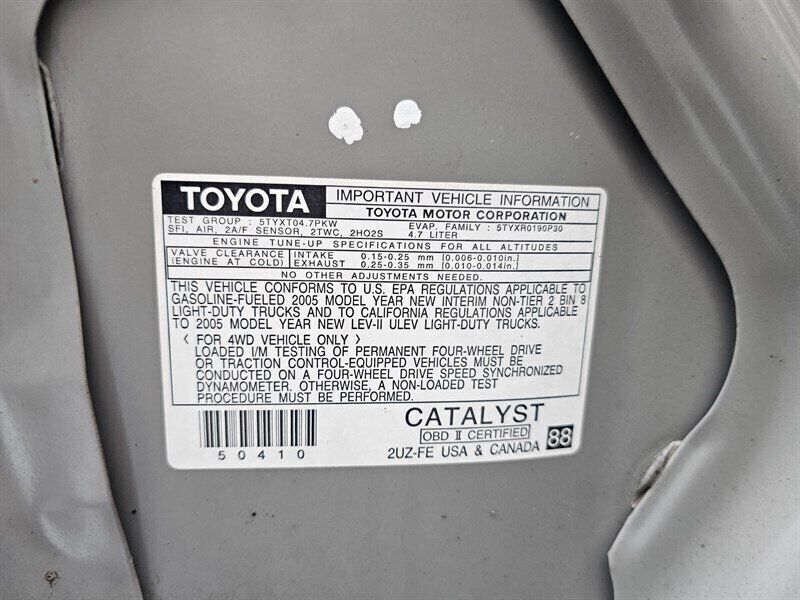 TOYOTA IMPORTANT VEHICLE INFORMATION
TOYOTA MOTOR CORPORATION
TEST GROUP : 5TYXT04.7PKW EVAP. FAMILY : 5TYXR0190P30
SFI, AIR, 2A/F SENSOR, 2TWC, 2HO2S 4.7 LITER
ENGINE TUNE-UP SPECIFICATIONS FOR ALL ALTITUDES
VALVE CLEARANCE INTAKE 0.15-0.25 mm [0.006-0.010in.]
(ENGINE AT COLD) EXHAUST 0.25-0.35 mm [0.010-0.014in.]
NO OTHER ADJUSTMENTS NEEDED.
THIS VEHICLE CONFORMS TO U.S. EPA REGULATIONS APPLICABLE TO
GASOLINE-FUELED 2005 MODEL YEAR NEW INTERIM NON-TIER 2 BIN 8
LIGHT-DUTY TRUCKS AND TO CALIFORNIA REGULATIONS APPLICABLE
TO 2005 MODEL YEAR NEW LEV-II ULEV LIGHT-DUTY TRUCKS.
< FOR 4WD VEHICLE ONLY >
LOADED I/M TESTING OF PERMANENT FOUR-WHEEL DRIVE
OR TRACTION CONTROL-EQUIPPED VEHICLES MUST BE
CONDUCTED ON A FOUR-WHEEL DRIVE SPEED SYNCHRONIZED
DYNAMOMETER. OTHERWISE, A NON-LOADED TEST
PROCEDURE MUST BE PERFORMED.
CATALYST
OBD II CERTIFIED 88
50410 2UZ-FE USA & CANADA